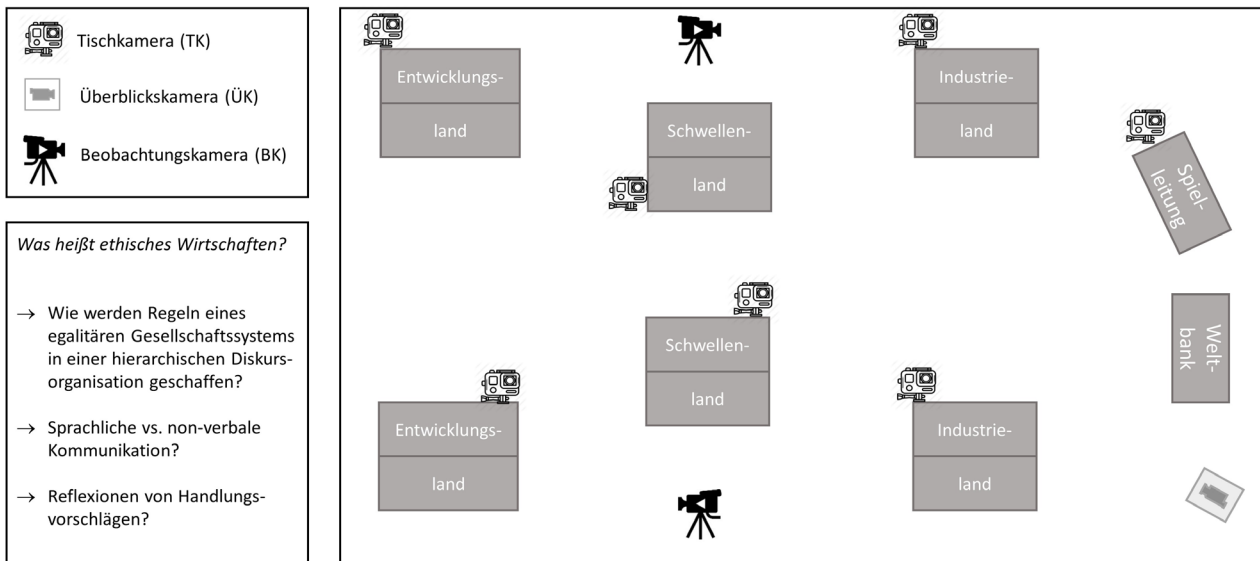 Tischkamera (TK)
Überblickskamera (ÜK)
Beobachtungskamera (BK)
Was heißt ethisches Wirtschaften?
→ Wie werden Regeln eines
egalitären Gesellschaftssystems
in einer hierarchischen Diskurs-
organisation geschaffen?
→ Sprachliche vs. non-verbale
Kommunikation?
→ Reflexionen von Handlungs-
vorschlägen?
Entwicklungs-
land
Schwellen-
land
Industrie-
land
Spiel-
leitung
Entwicklungs-
land
Schwellen-
land
Industrie-
land
Welt-
bank